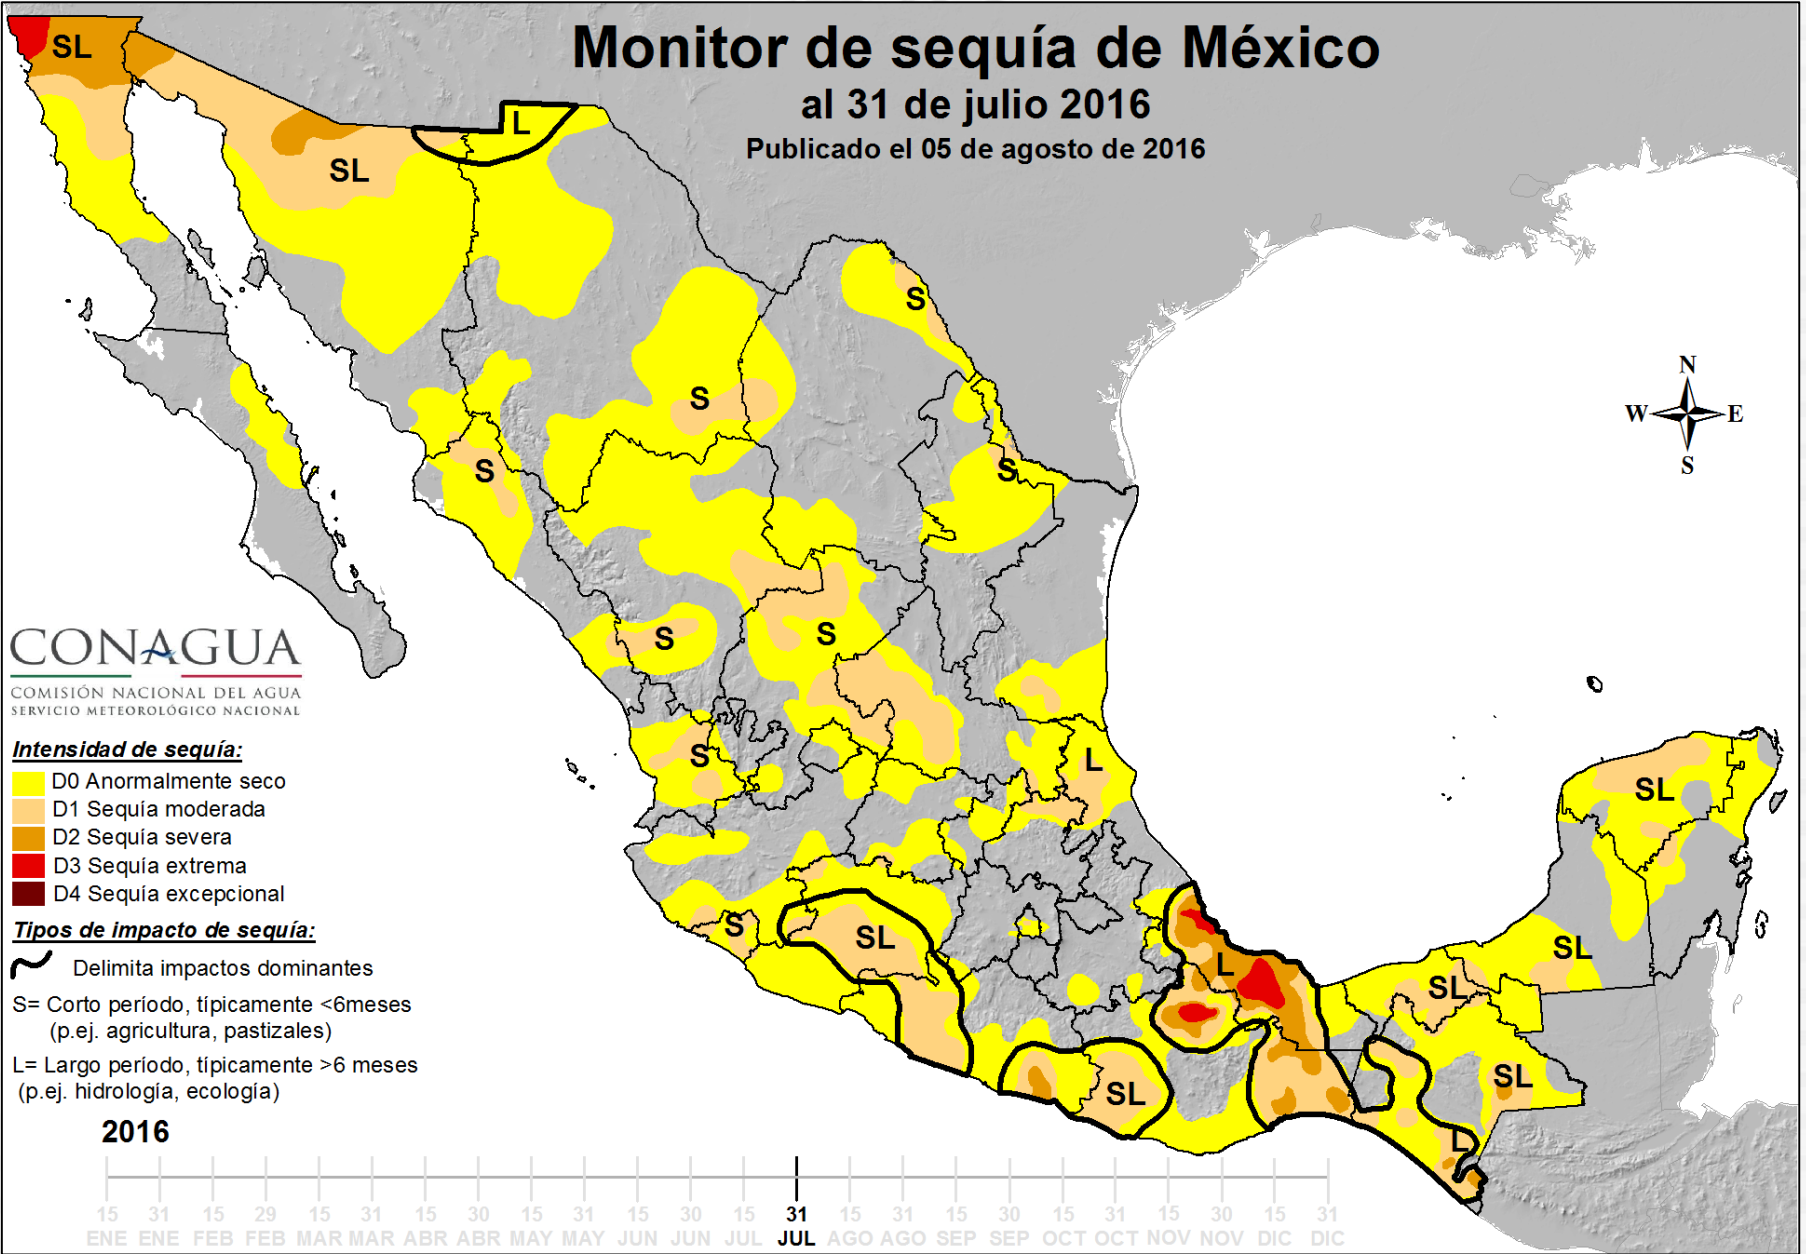 Monitor de sequía de México
al 31 de julio 2016
Publicado el 05 de agosto de 2016
SL
SL
L
S
S
S
S
S
S
S
L
S
SL
L
SL
SL
SL
SL
SL
L
N
W E
S
CONAGUA
COMISIÓN NACIONAL DEL AGUA
SERVICIO METEOROLÓGICO NACIONAL
Intensidad de sequía:
D0 Anormalmente seco
D1 Sequía moderada
D2 Sequía severa
D3 Sequía extrema
D4 Sequía excepcional
Tipos de impacto de sequía:
Delimita impactos dominantes
S= Corto período, típicamente <6meses
(p.ej. agricultura, pastizales)
L= Largo período, típicamente >6 meses
(p.ej. hidrología, ecología)
2016
15 31 15 29 15 31 15 30 15 31 15 30 15 31 15 31 15 30 15 31 15 30 15 31
ENE ENE FEB FEB MAR MAR ABR ABR MAY MAY JUN JUN JUL JUL AGO AGO SEP SEP OCT OCT NOV NOV DIC DIC